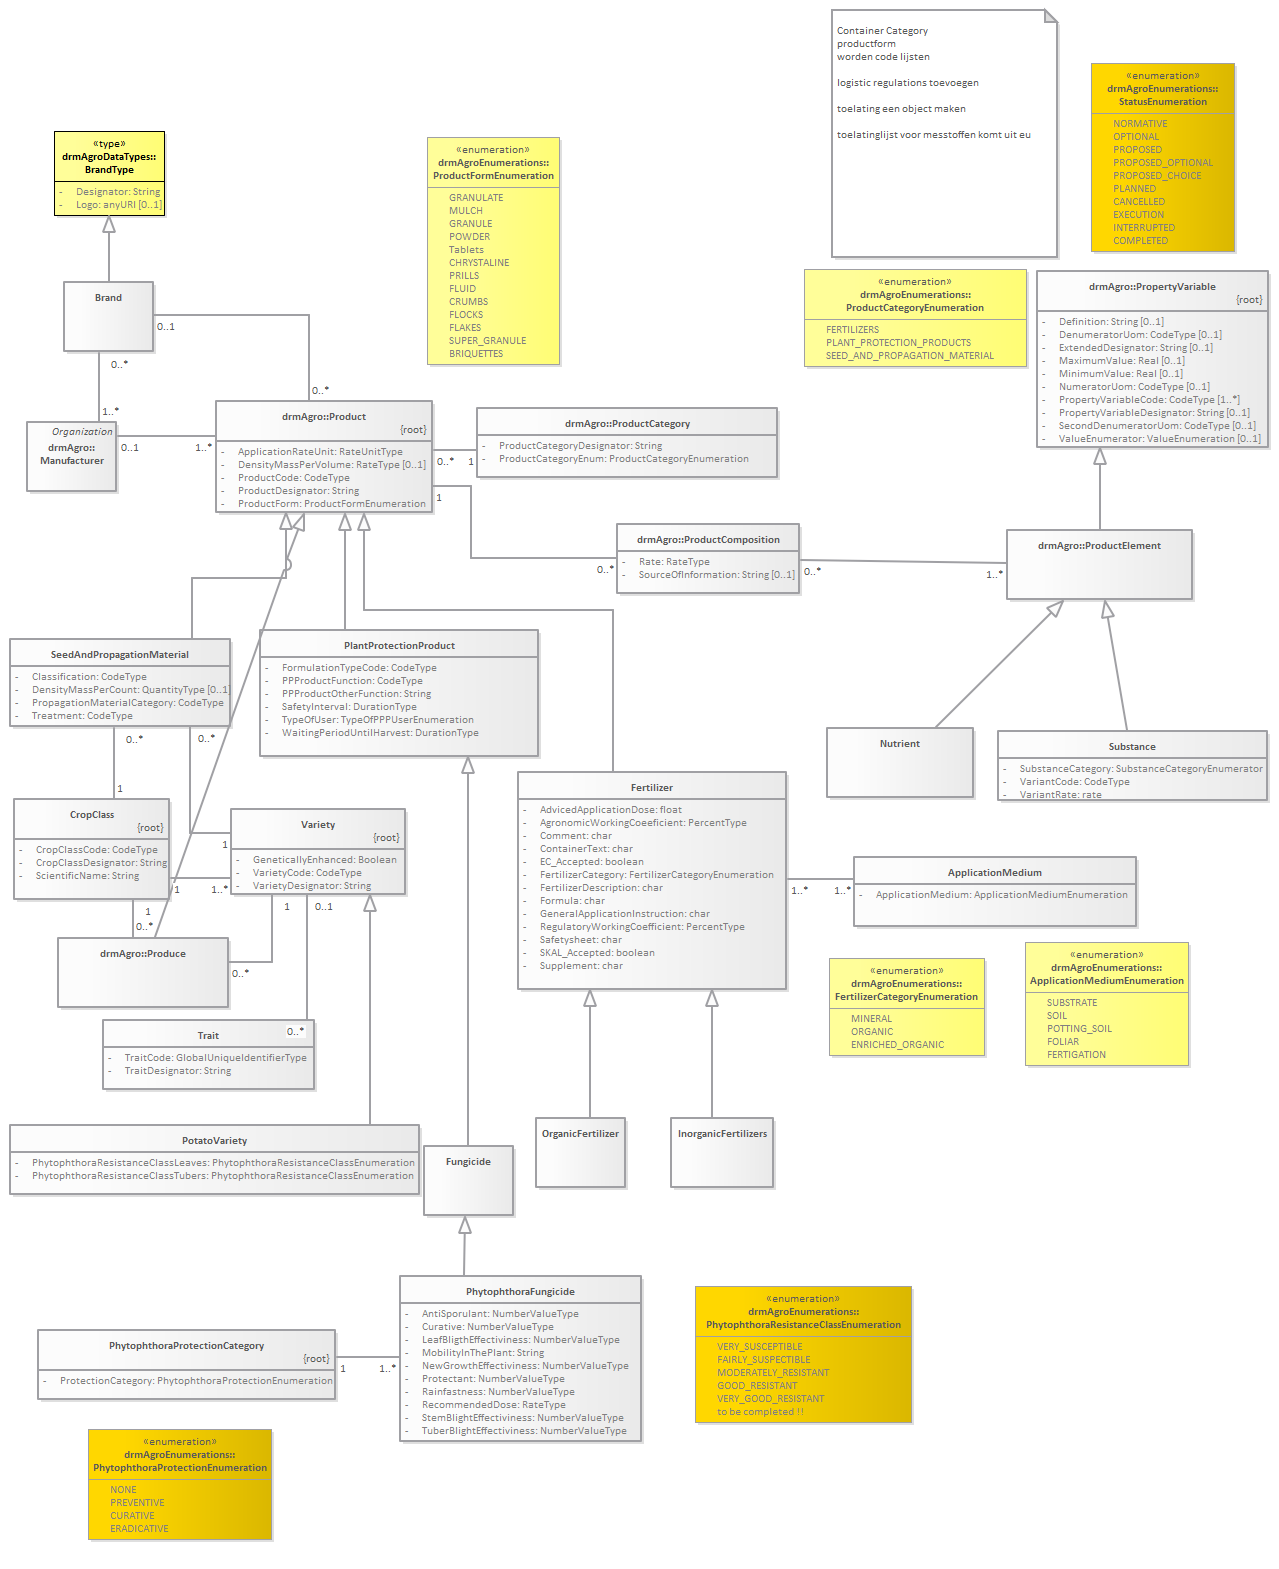 Container Category
productform
worden code lijsten
logistic regulations toevoegen
toelating een object maken
toelatinglijst voor messtoffen komt uit eu
«enumeration»
drmAgroEnumerations::
StatusEnumeration
NORMATIVE
OPTIONAL
PROPOSED
PROPOSED_OPTIONAL
PROPOSED_CHOICE
PLANNED
CANCELLED
EXECUTION
INTERRUPTED
COMPLETED
«type»
drmAgroDataTypes::
BrandType
- Designator: String
- Logo: anyURI [0..1]
«enumeration»
drmAgroEnumerations::
ProductFormEnumeration
GRANULATE
MULCH
GRANULE
POWDER
Tablets
CHRYSTALINE
PRILLS
FLUID
CRUMBS
FLOCKS
FLAKES
SUPER_GRANULE
BRIQUETTES
«enumeration»
drmAgroEnumerations::
ProductCategoryEnumeration
FERTILIZERS
PLANT_PROTECTION_PRODUCTS
SEED_AND_PROPAGATION_MATERIAL
drmAgro::PropertyVariable
{root}
- Definition: String [0..1]
- DenumeratorUom: CodeType [0..1]
- ExtendedDesignator: String [0..1]
- MaximumValue: Real [0..1]
- MinimumValue: Real [0..1]
- NumeratorUom: CodeType [0..1]
- PropertyVariableCode: CodeType [1..*]
- PropertyVariableDesignator: String [0..1]
- SecondDenumeratorUom: CodeType [0..1]
- ValueEnumerator: ValueEnumeration [0..1]
Brand
0..1
0..*
0..*
1..*
Organization
drmAgro::
Manufacturer
0..1
1..*
drmAgro::Product
{root}
- ApplicationRateUnit: RateUnitType
- DensityMassPerVolume: RateType [0..1]
- ProductCode: CodeType
- ProductDesignator: String
- ProductForm: ProductFormEnumeration
0..*
1
drmAgro::ProductCategory
- ProductCategoryDesignator: String
- ProductCategoryEnum: ProductCategoryEnumeration
1
0..*
drmAgro::ProductComposition
- Rate: RateType
- SourceOfInformation: String [0..1]
0..*
1..*
drmAgro::ProductElement
SeedAndPropagationMaterial
- Classification: CodeType
- DensityMassPerCount: QuantityType [0..1]
- PropagationMaterialCategory: CodeType
- Treatment: CodeType
PlantProtectionProduct
- FormulationTypeCode: CodeType
- PPProductFunction: CodeType
- PPProductOtherFunction: String
- SafetyInterval: DurationType
- TypeOfUser: TypeOfPPPUserEnumeration
- WaitingPeriodUntilHarvest: DurationType
Nutrient
Substance
- SubstanceCategory: SubstanceCategoryEnumerator
- VariantCode: CodeType
- VariantRate: rate
0..*
0..*
1
1
CropClass
{root}
- CropClassCode: CodeType
- CropClassDesignator: String
- ScientificName: String
Variety
{root}
- GeneticallyEnhanced: Boolean
- VarietyCode: CodeType
- VarietyDesignator: String
1
1..*
1
0..*
1
0..1
0..*
drmAgro::Produce
Fertilizer
- AdvicedApplicationDose: float
- AgronomicWorkingCoeeficient: PercentType
- Comment: char
- ContainerText: char
- EC_Accepted: boolean
- FertilizerCategory: FertilizerCategoryEnumeration
- FertilizerDescription: char
- Formula: char
- GeneralApplicationInstruction: char
- RegulatoryWorkingCoefficient: PercentType
- Safetysheet: char
- SKAL_Accepted: boolean
- Supplement: char
1..*
1..*
ApplicationMedium
- ApplicationMedium: ApplicationMediumEnumeration
«enumeration»
drmAgroEnumerations::
FertilizerCategoryEnumeration
MINERAL
ORGANIC
ENRICHED_ORGANIC
«enumeration»
drmAgroEnumerations::
ApplicationMediumEnumeration
SUBSTRATE
SOIL
POTTING_SOIL
FOLIAR
FERTIGATION
Trait
0..*
- TraitCode: GlobalUniqueIdentifierType
- TraitDesignator: String
PotatoVariety
- PhytophthoraResistanceClassLeaves: PhytophthoraResistanceClassEnumeration
- PhytophthoraResistanceClassTubers: PhytophthoraResistanceClassEnumeration
Fungicide
OrganicFertilizer
InorganicFertilizers
PhytophthoraFungicide
- AntiSporulant: NumberValueType
- Curative: NumberValueType
- LeafBligthEffectiviness: NumberValueType
- MobilityInThePlant: String
- NewGrowthEffectiviness: NumberValueType
- Protectant: NumberValueType
- Rainfastness: NumberValueType
- RecommendedDose: RateType
- StemBlightEffectiviness: NumberValueType
- TuberBlightEffectiviness: NumberValueType
PhytophthoraProtectionCategory
{root}
- ProtectionCategory: PhytophthoraProtectionEnumeration
1
1..*
«enumeration»
drmAgroEnumerations::
PhytophthoraResistanceClassEnumeration
VERY_SUSCEPTIBLE
FAIRLY_SUSPECTIBLE
MODERATELY_RESISTANT
GOOD_RESISTANT
VERY_GOOD_RESISTANT
to be completed !!
«enumeration»
drmAgroEnumerations::
PhytophthoraProtectionEnumeration
NONE
PREVENTIVE
CURATIVE
ERADICATIVE